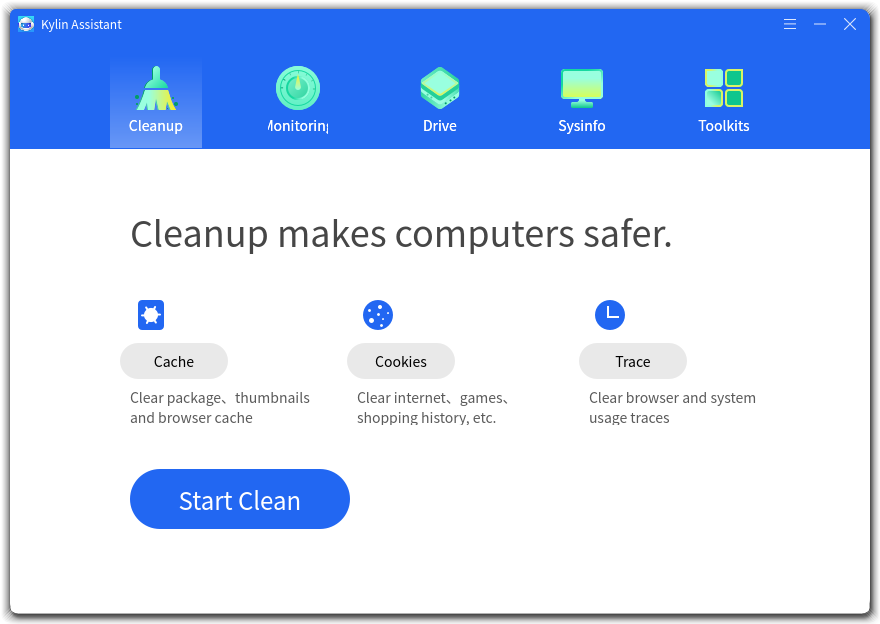 Kylin Assistant
Cleanup
Monitoring
Drive
Sysinfo
Toolkits
Cleanup makes computers safer.
Cache
Cookies
Trace
Clear package、thumbnails
and browser cache
Clear internet、games、
shopping history, etc.
Clear browser and system
usage traces
Start Clean